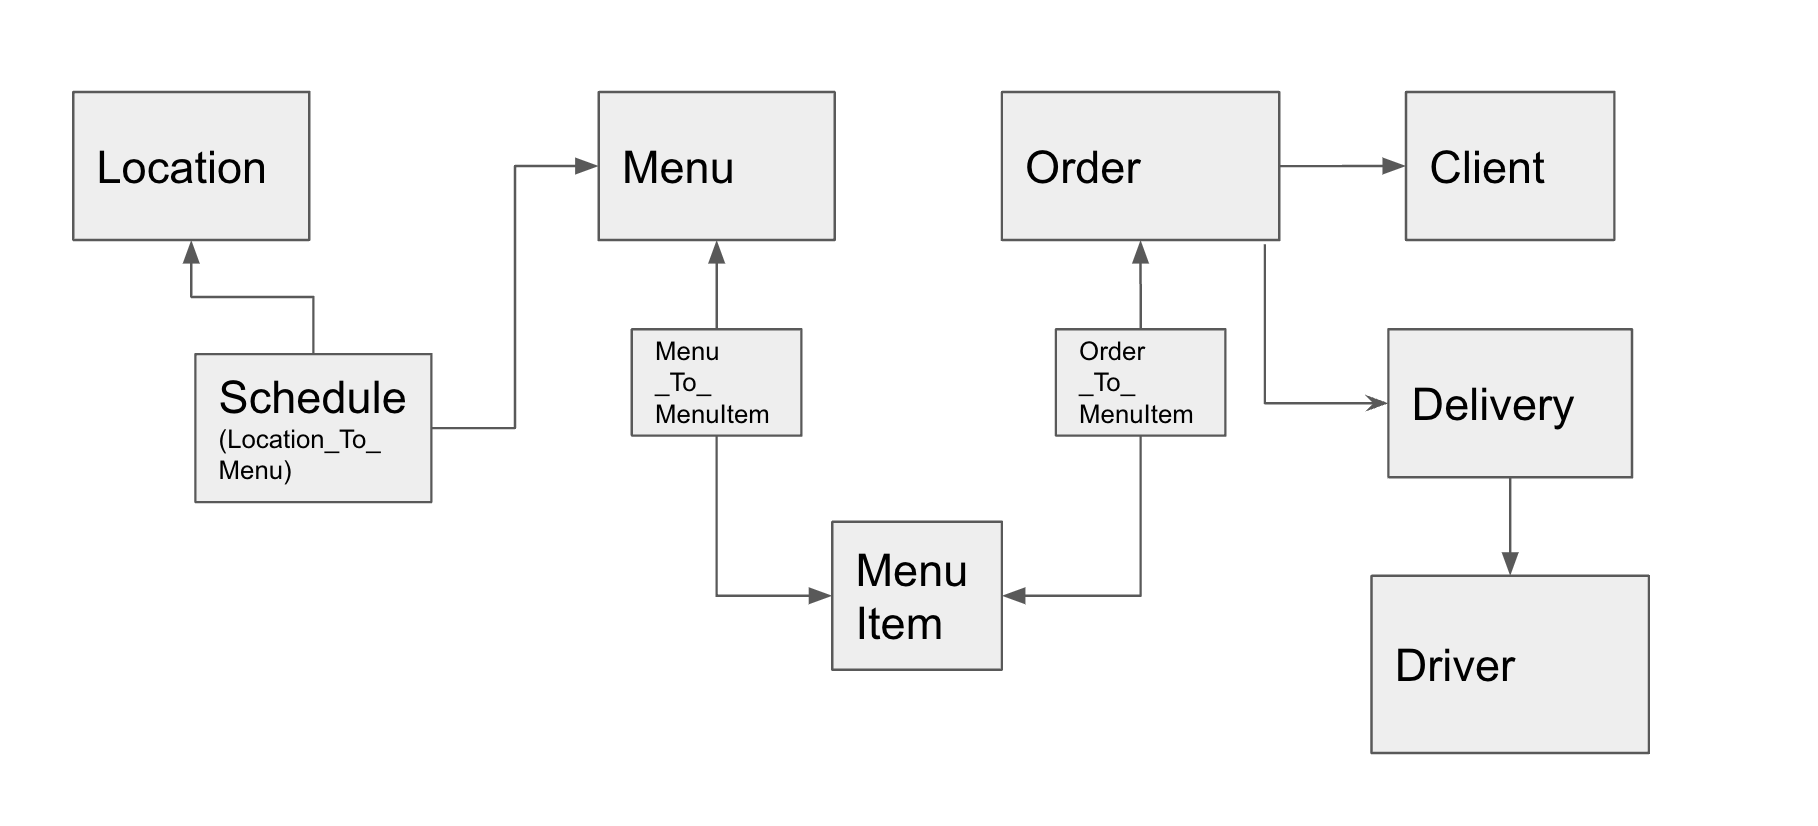 Location
Menu
Order
Client
Schedule
(Location_To_
Menu)
Menu
_To_
MenuItem
Order
_To_
MenuItem
Delivery
Menu
Item
Driver